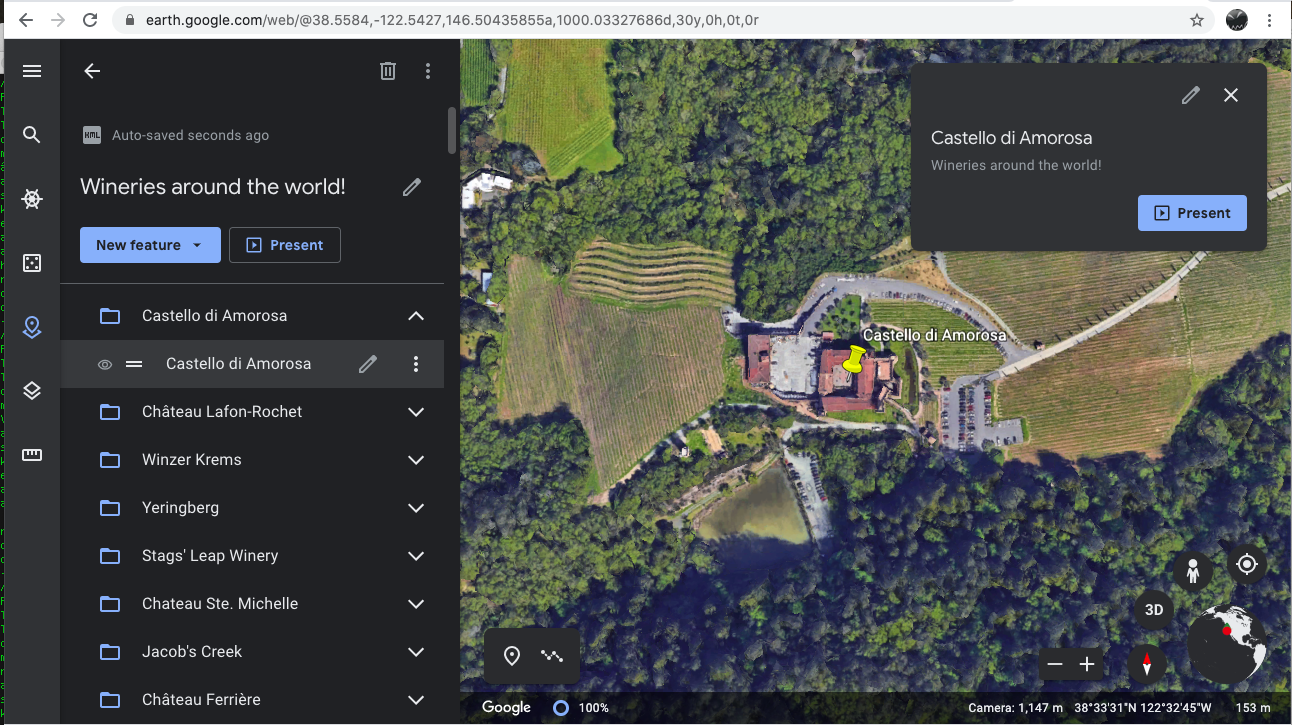 earth.google.com/web/@38.5584,-122.5427,146.50435855a,1000.03327686d,30y,0h,0t,0r
KML Auto-saved seconds ago
Wineries around the world!
New feature
Present
Castello di Amorosa
Castello di Amorosa
Château Lafon-Rochet
Winzer Krems
Yeringberg
Stags' Leap Winery
Chateau Ste. Michelle
Jacob's Creek
Château Ferrière
Castello di Amorosa
Wineries around the world!
Present
Castello di Amorosa
3D
Google 100% Camera: 1,147 m 38°33'31"N 122°32'45"W 153 m